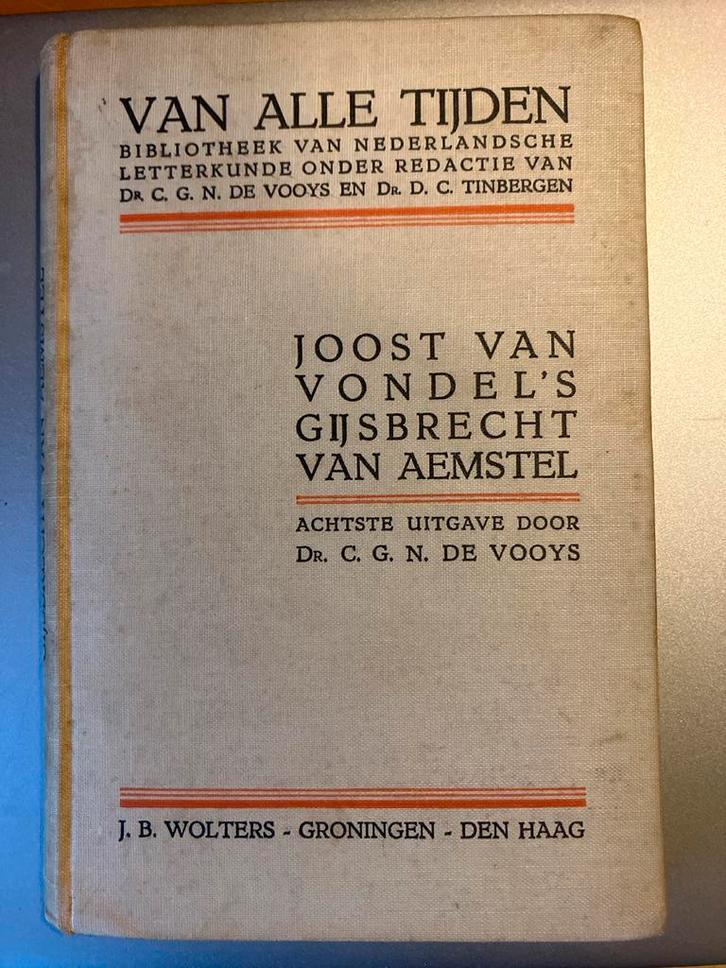 VAN ALLE TIJDEN
BIBLIOTHEEK VAN NEDERLANDSCHE
LETTERKUNDE ONDER REDACTIE VAN
DR. C. G. N. DE VOOYS EN DR. D. C. TINBERGEN
JOOST VAN
VONDEL'S
GIJSBRECHT
VAN AEMSTEL
ACHTSTE UITGAVE DOOR
DR. C. G. N. DE VOOYS
J. B. WOLTERS - GRONINGEN - DEN HAAG